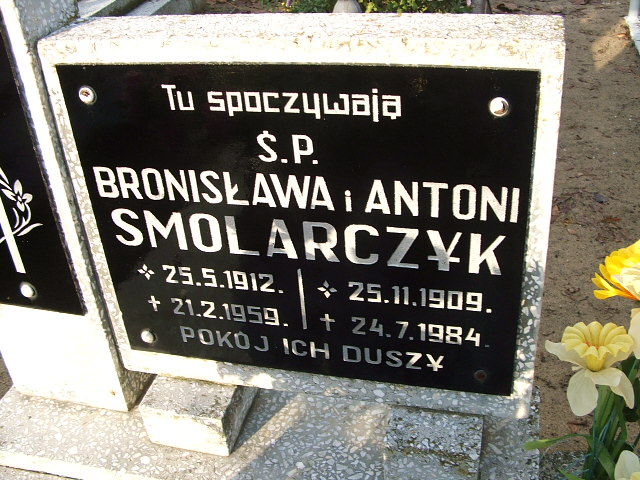 Tu spoczywają
Ś.P.
BRONISŁAWA i ANTONI
SMOLARCZYK
25.5.1912. 25.11.1909.
21.2.1959. 24.7.1984.
POKÓJ ICH DUSZY